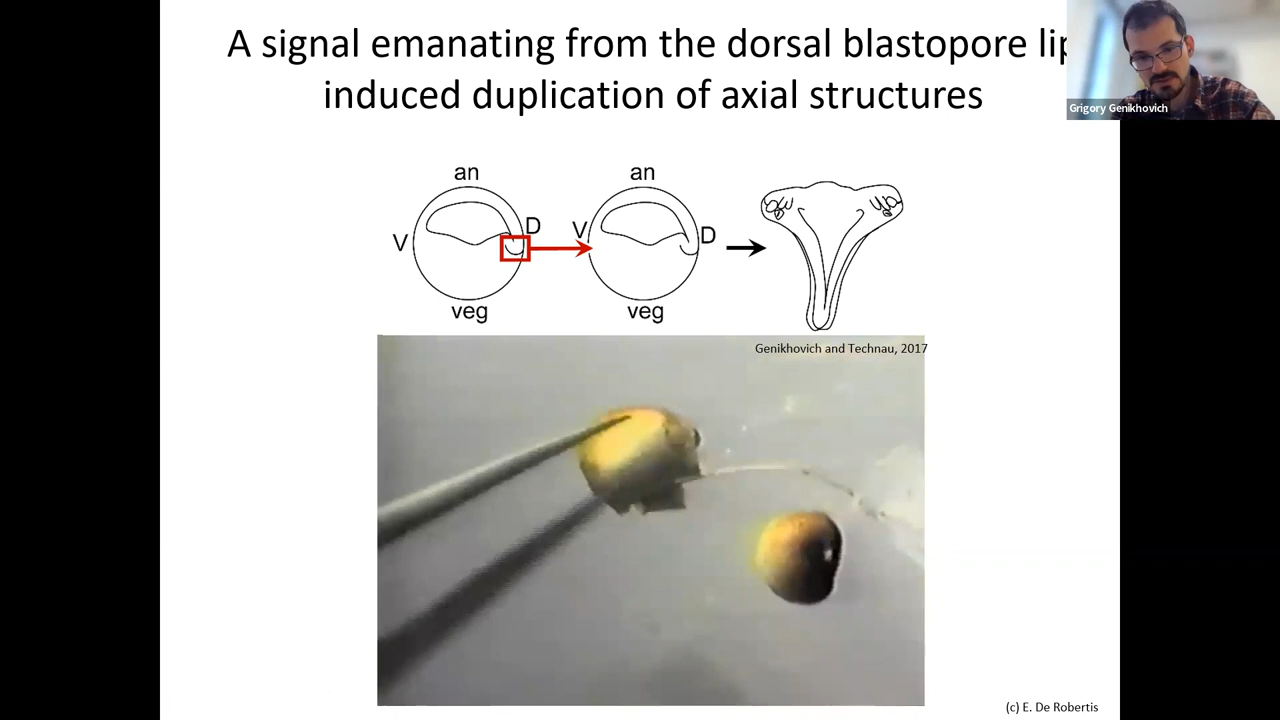 A signal emanating from the dorsal blastopore lip
induced duplication of axial structures
Grigory Genikhovich
an
an
V
D
V
D
veg
veg
Genikhovich and Technau, 2017
(c) E. De Robertis